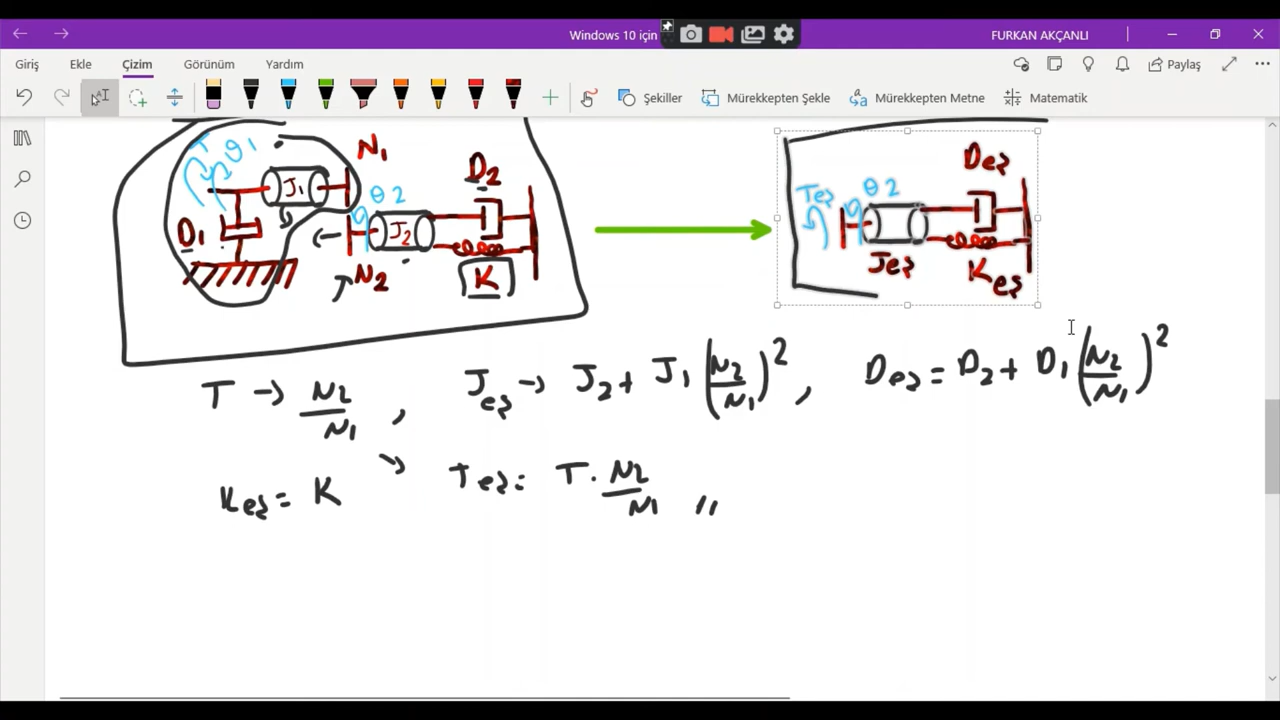 Windows 10 için
FURKAN AKÇANLI
Giriş
Ekle
Çizim
Görünüm
Yardım
Paylaş
Şekiller
Mürekkepten Şekle
Mürekkepten Metne
Matematik
T
θ1
J1
N1
D1
θ2
J2
D2
N2
K
Teş
θ2
Deş
Jeş
Keş
T → N2/N1 , Jeş → J2 + J1 (N2/N1)² , Deş = D2 + D1 (N2/N1)²
Keş = K → Teş = T · N2/N1 //